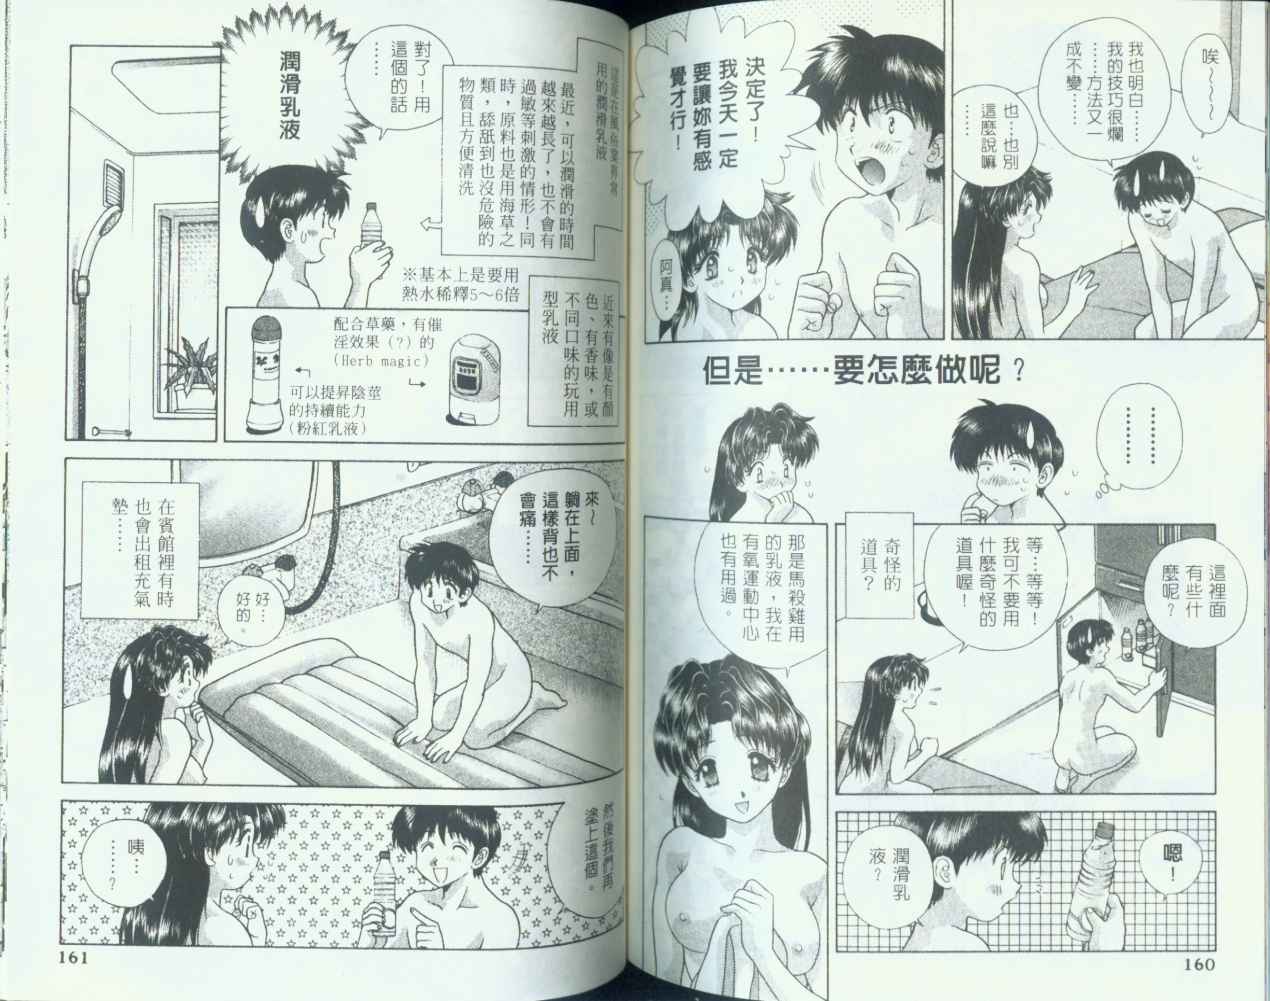 唉～～～～
我也明白……
我的技巧很爛
……方法又一
成不變……
也…也別
這麼說嘛
決定了！
我今天一定
要讓妳有感
覺才行！
阿真…
但是……要怎麼做呢？
…………
這裡面
有些什
麼呢？
等…等等！
我可不要用
什麼奇怪的
道具喔！
奇怪的
道具？
嗯！
潤滑乳
液？
那是馬殺雞用
的乳液，我在
有氧運動中心
也有用過。
160
用的潤滑乳液
最近，可以潤滑的時間
越來越長了，也不會有
過敏等刺激的情形！同
時，原料也是用海草之
類，舔舐到也沒危險的
物質且方便清洗
對了！用
這個的話
……
潤滑乳液
※基本上是要用
熱水稀釋5～6倍
近來有像是有顏
色、有香味，或
不同口味的玩用
型乳液
配合草藥，有催
淫效果（?）的
(Herb magic)
可以提昇陰莖
的持續能力
(粉紅乳液)
來～
躺在上面，
這樣背也不
會痛……
在賓館裡有時
也會出租充氣
墊……
好…
好的。
然後我們再
塗上這個。
咦…
……？
161